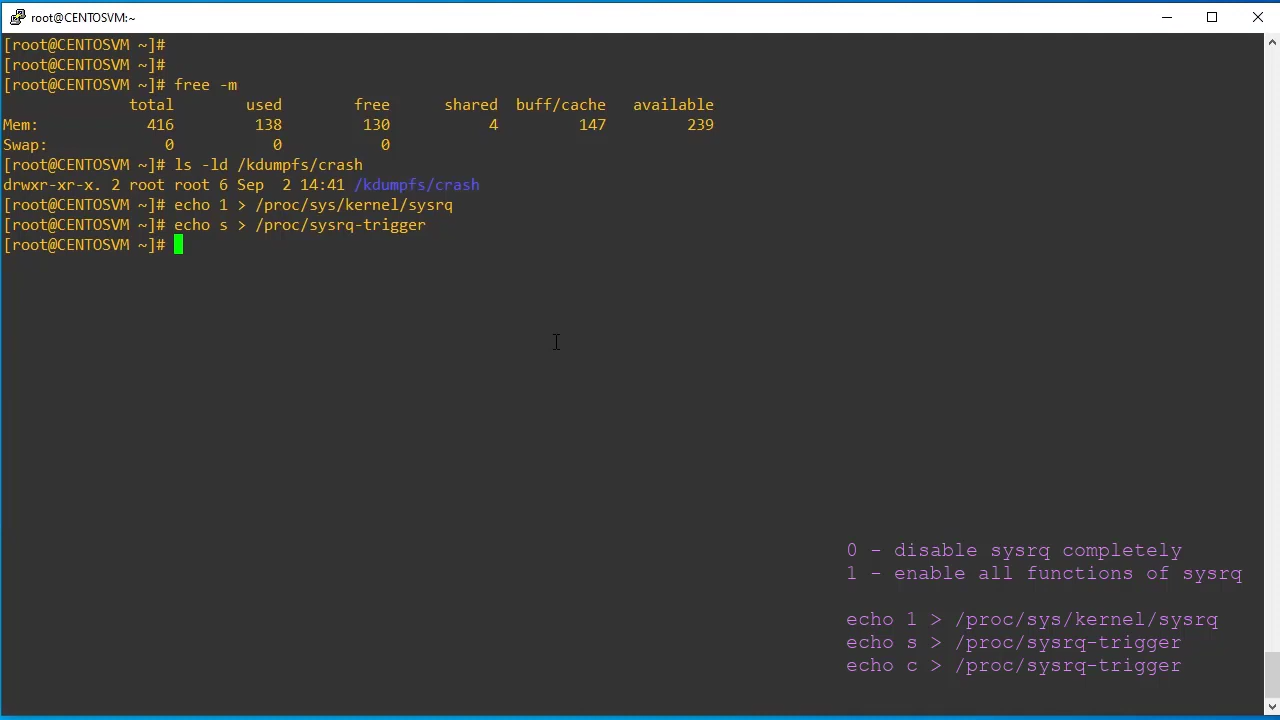 root@CENTOSVM:~
[root@CENTOSVM ~]#
[root@CENTOSVM ~]#
[root@CENTOSVM ~]# free -m
              total        used        free      shared  buff/cache   available
Mem:            416         138         130           4         147         239
Swap:             0           0           0
[root@CENTOSVM ~]# ls -ld /kdumpfs/crash
drwxr-xr-x. 2 root root 6 Sep  2 14:41 /kdumpfs/crash
[root@CENTOSVM ~]# echo 1 > /proc/sys/kernel/sysrq
[root@CENTOSVM ~]# echo s > /proc/sysrq-trigger
[root@CENTOSVM ~]#
0 - disable sysrq completely
1 - enable all functions of sysrq
echo 1 > /proc/sys/kernel/sysrq
echo s > /proc/sysrq-trigger
echo c > /proc/sysrq-trigger